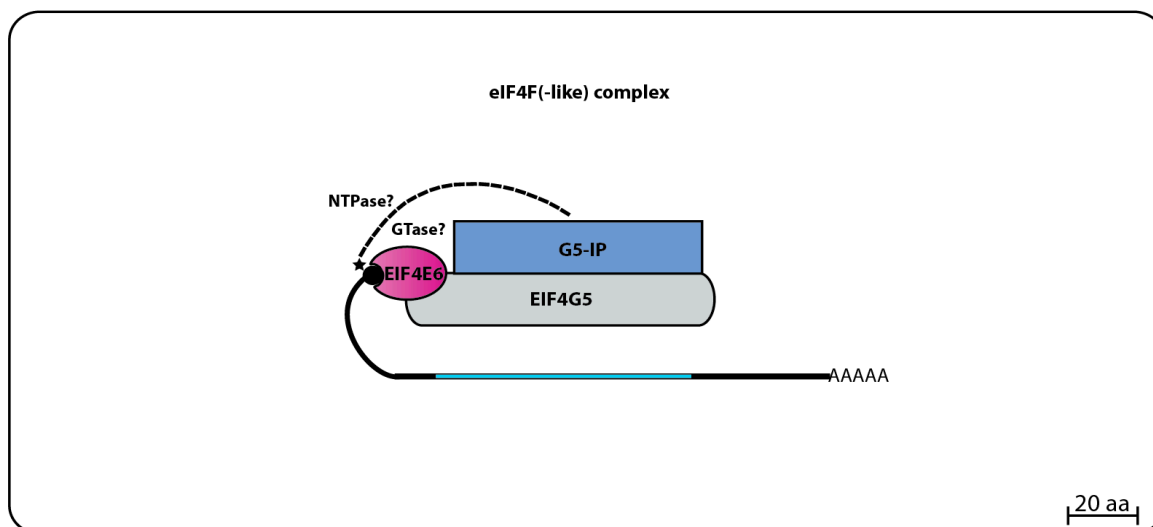 eIF4F(-like) complex
NTPase?
GTase?
G5-IP
EIF4E6
EIF4G5
AAAAA
20 aa